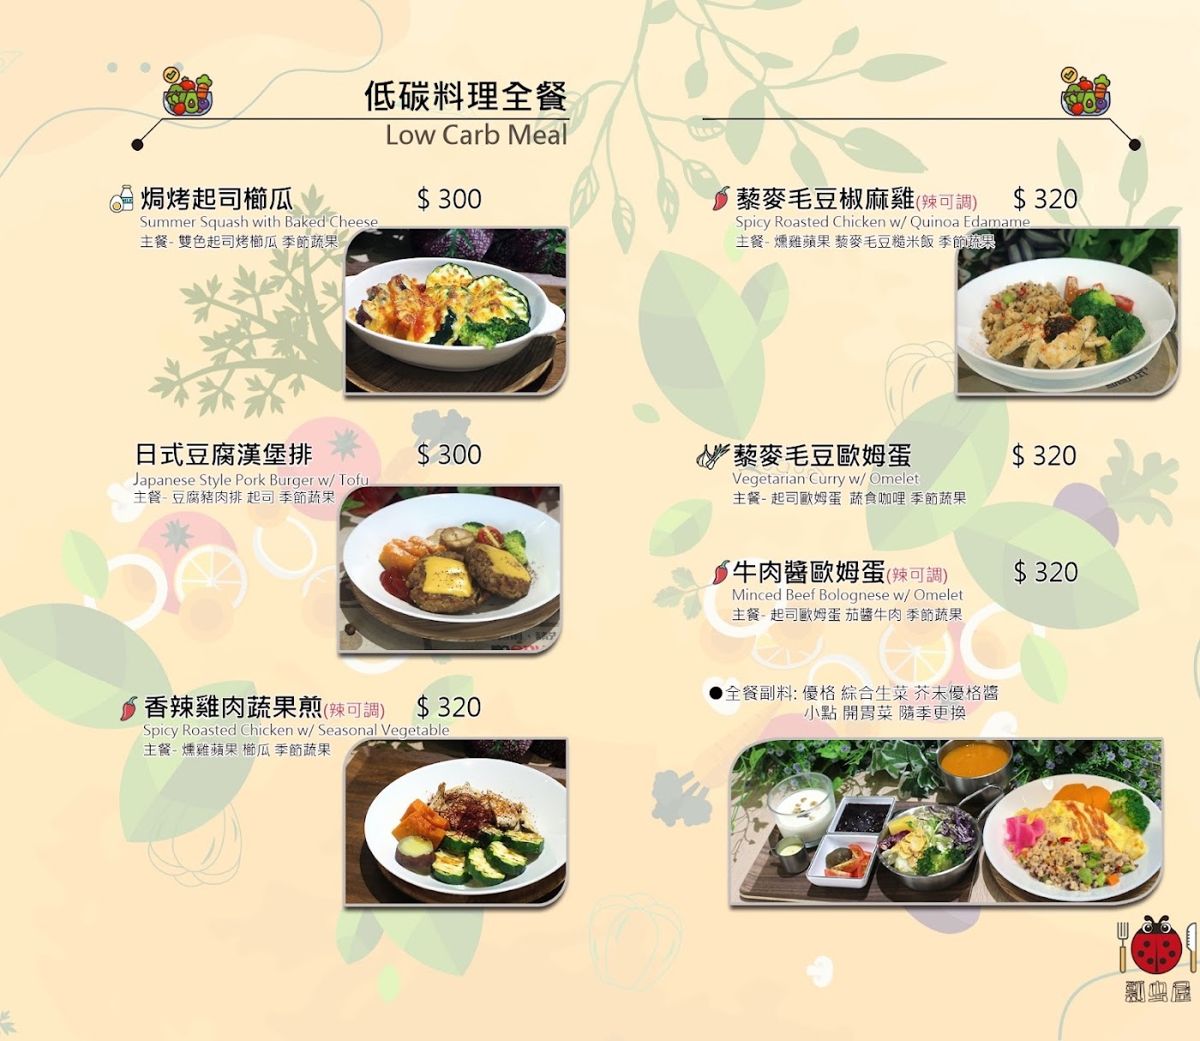 低碳料理全餐
Low Carb Meal
焗烤起司櫛瓜 $ 300
Summer Squash with Baked Cheese
主餐- 雙色起司烤櫛瓜 季節蔬果
日式豆腐漢堡排 $ 300
Japanese Style Pork Burger w/ Tofu
主餐- 豆腐豬肉排 起司 季節蔬果
香辣雞肉蔬果煎(辣可調) $ 320
Spicy Roasted Chicken w/ Seasonal Vegetable
主餐- 燻雞蘋果 櫛瓜 季節蔬果
藜麥毛豆椒麻雞(辣可調) $ 320
Spicy Roasted Chicken w/ Quinoa Edamame
主餐- 燻雞蘋果 藜麥毛豆糙米飯 季節蔬果
藜麥毛豆歐姆蛋 $ 320
Vegetarian Curry w/ Omelet
主餐- 起司歐姆蛋 蔬食咖哩 季節蔬果
牛肉醬歐姆蛋(辣可調) $ 320
Minced Beef Bolognese w/ Omelet
主餐- 起司歐姆蛋 茄醬牛肉 季節蔬果
●全餐副料: 優格 綜合生菜 芥末優格醬
小點 開胃菜 隨季更換
瓢虫屋